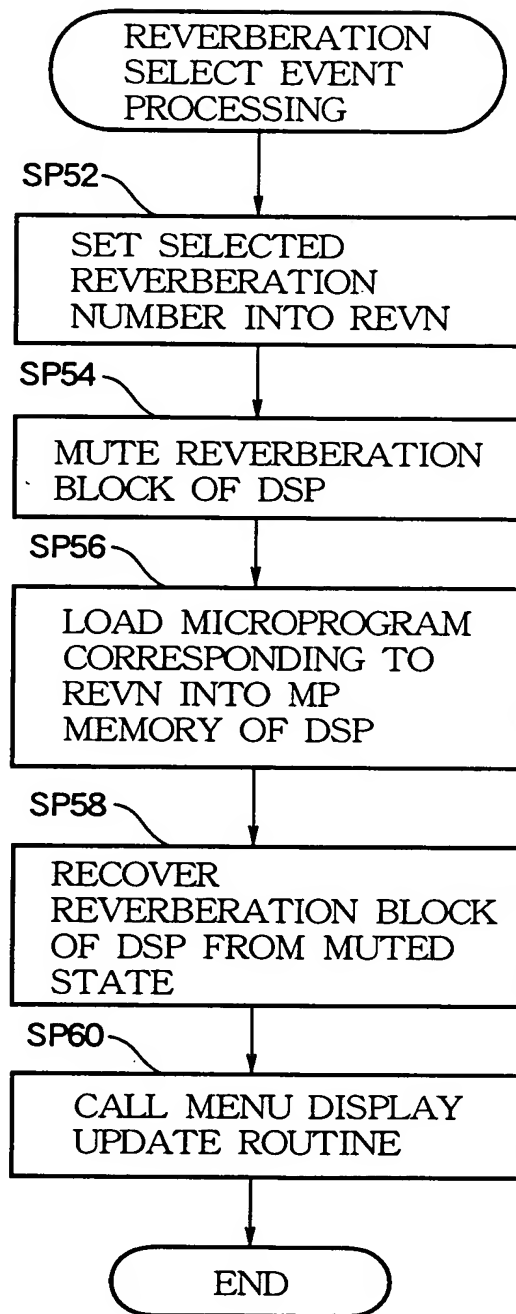 REVERBERATION
SELECT EVENT
PROCESSING
SP52
SET SELECTED
REVERBERATION
NUMBER INTO REVN
SP54
MUTE REVERBERATION
BLOCK OF DSP
SP56
LOAD MICROPROGRAM
CORRESPONDING TO
REVN INTO MP
MEMORY OF DSP
SP58
RECOVER
REVERBERATION BLOCK
OF DSP FROM MUTED
STATE
SP60
CALL MENU DISPLAY
UPDATE ROUTINE
END